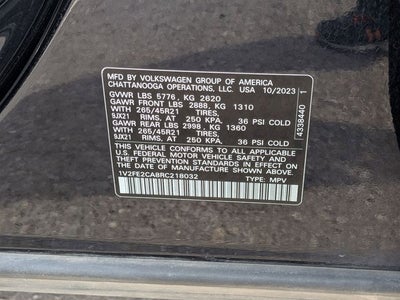 MFD BY VOLKSWAGEN GROUP OF AMERICA
CHATTANOOGA OPERATIONS, LLC. USA 10/2023
GVWR LBS 5776, KG 2620
GAWR FRONT LBS 2888, KG 1310
WITH 265/45R21 TIRES,
9JX21 RIMS, AT 250 KPA. 36 PSI COLD
GAWR REAR LBS 2998, KG 1360
WITH 265/45R21 TIRES,
9JX21 RIMS, AT 250 KPA. 36 PSI COLD
THIS VEHICLE CONFORMS TO ALL APPLICABLE
U.S. FEDERAL MOTOR VEHICLE SAFETY AND
THEFT PREVENTION STANDARDS IN EFFECT ON
THE DATE OF MANUFACTURE SHOWN ABOVE.
1V2FE2CA8RC218032 TYPE: MPV
4338440 1